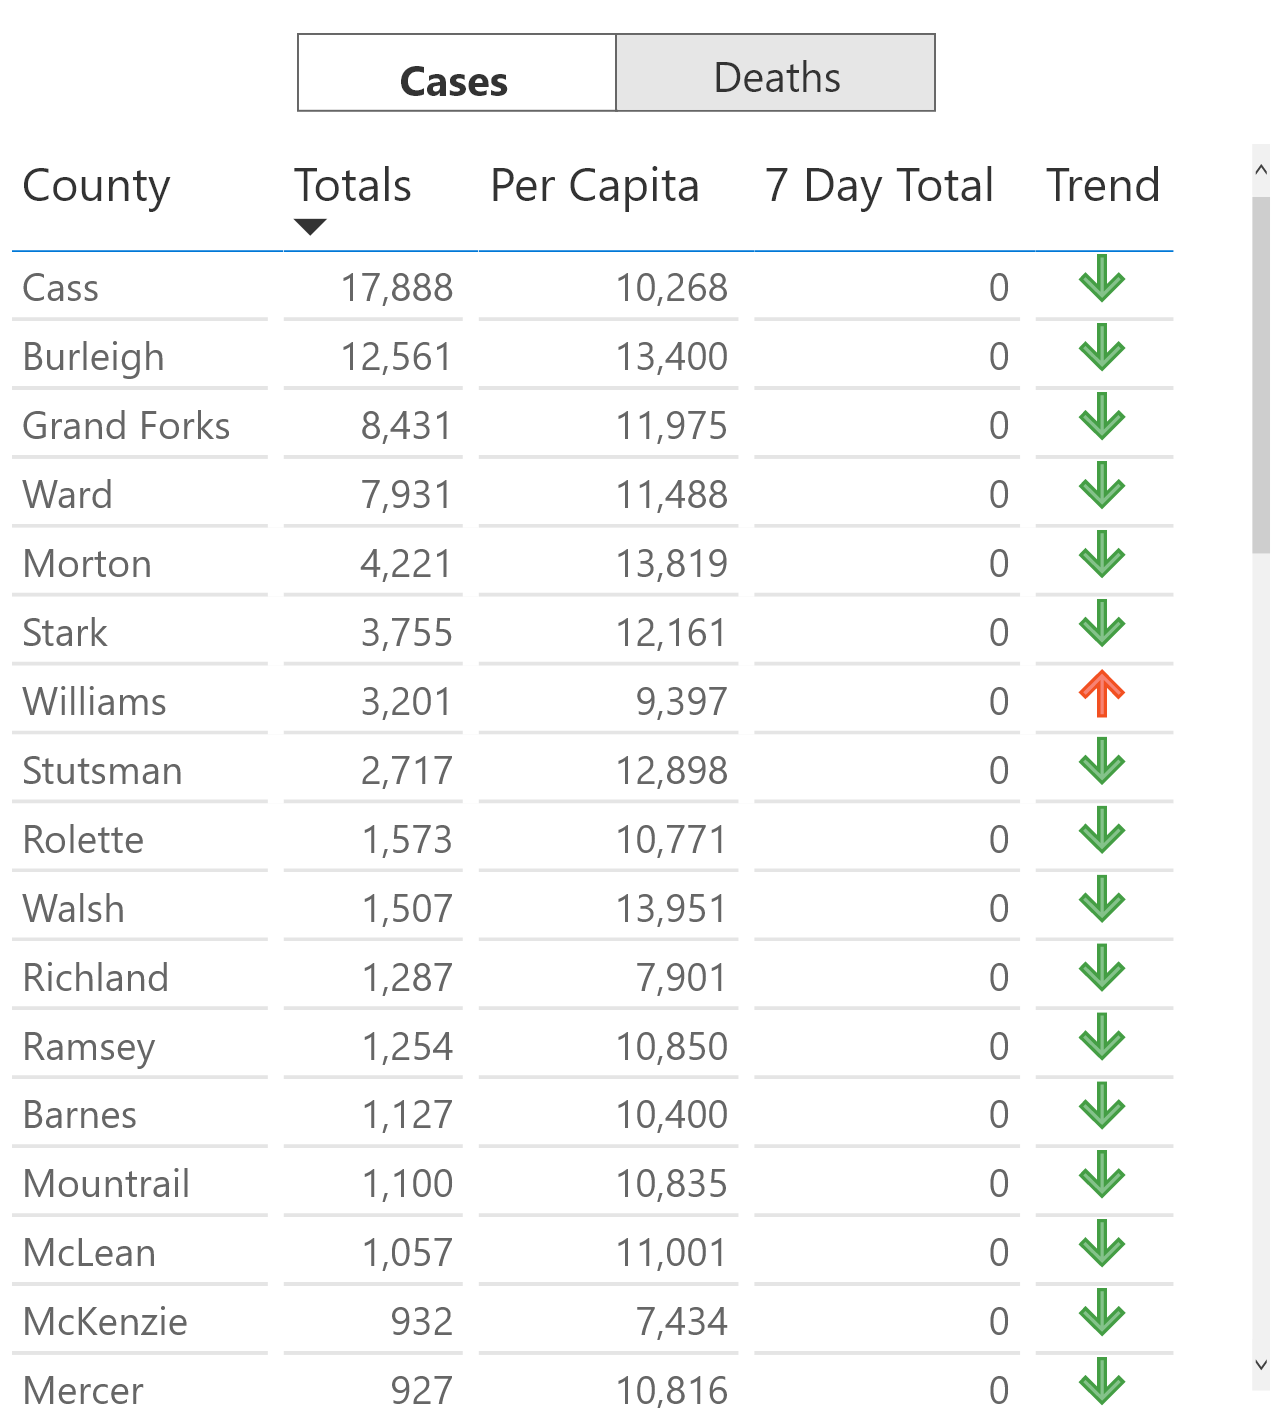 Cases Deaths
County Totals Per Capita 7 Day Total Trend
Cass 17,888 10,268 0
Burleigh 12,561 13,400 0
Grand Forks 8,431 11,975 0
Ward 7,931 11,488 0
Morton 4,221 13,819 0
Stark 3,755 12,161 0
Williams 3,201 9,397 0
Stutsman 2,717 12,898 0
Rolette 1,573 10,771 0
Walsh 1,507 13,951 0
Richland 1,287 7,901 0
Ramsey 1,254 10,850 0
Barnes 1,127 10,400 0
Mountrail 1,100 10,835 0
McLean 1,057 11,001 0
McKenzie 932 7,434 0
Mercer 927 10,816 0